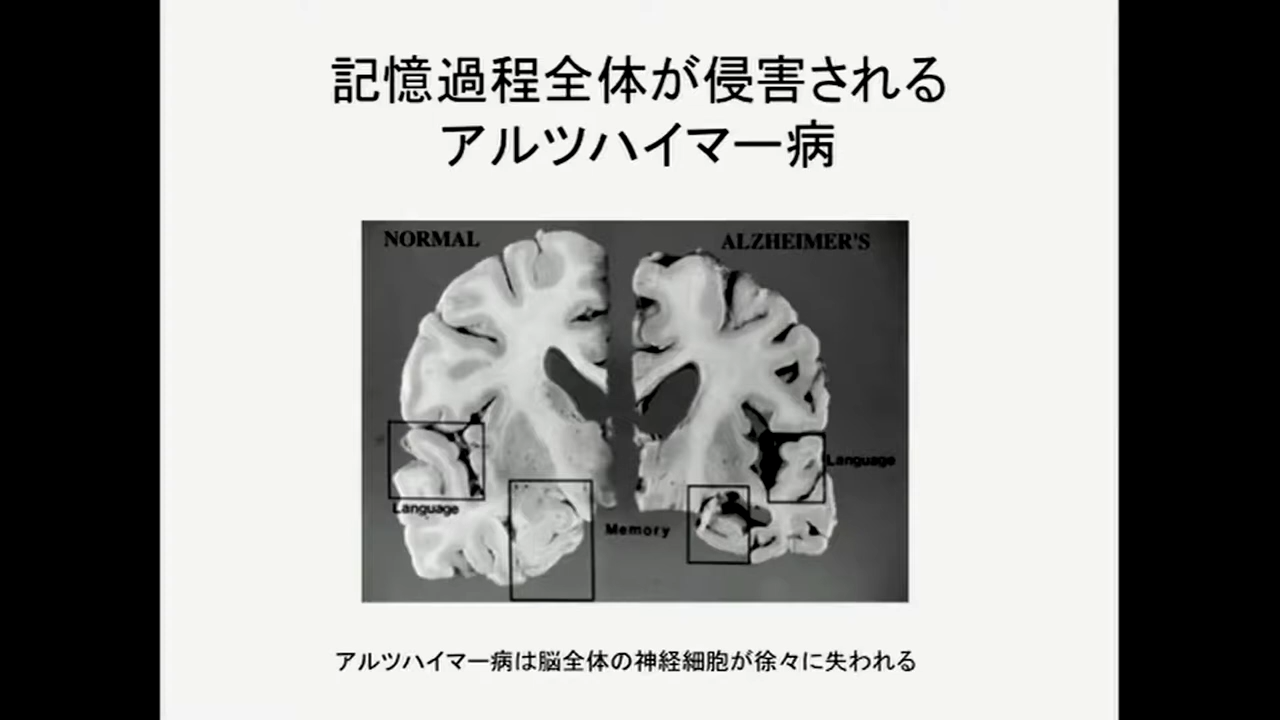 記憶過程全体が侵害される
アルツハイマー病
NORMAL
ALZHEIMER'S
Language
Language
Memory
アルツハイマー病は脳全体の神経細胞が徐々に失われる